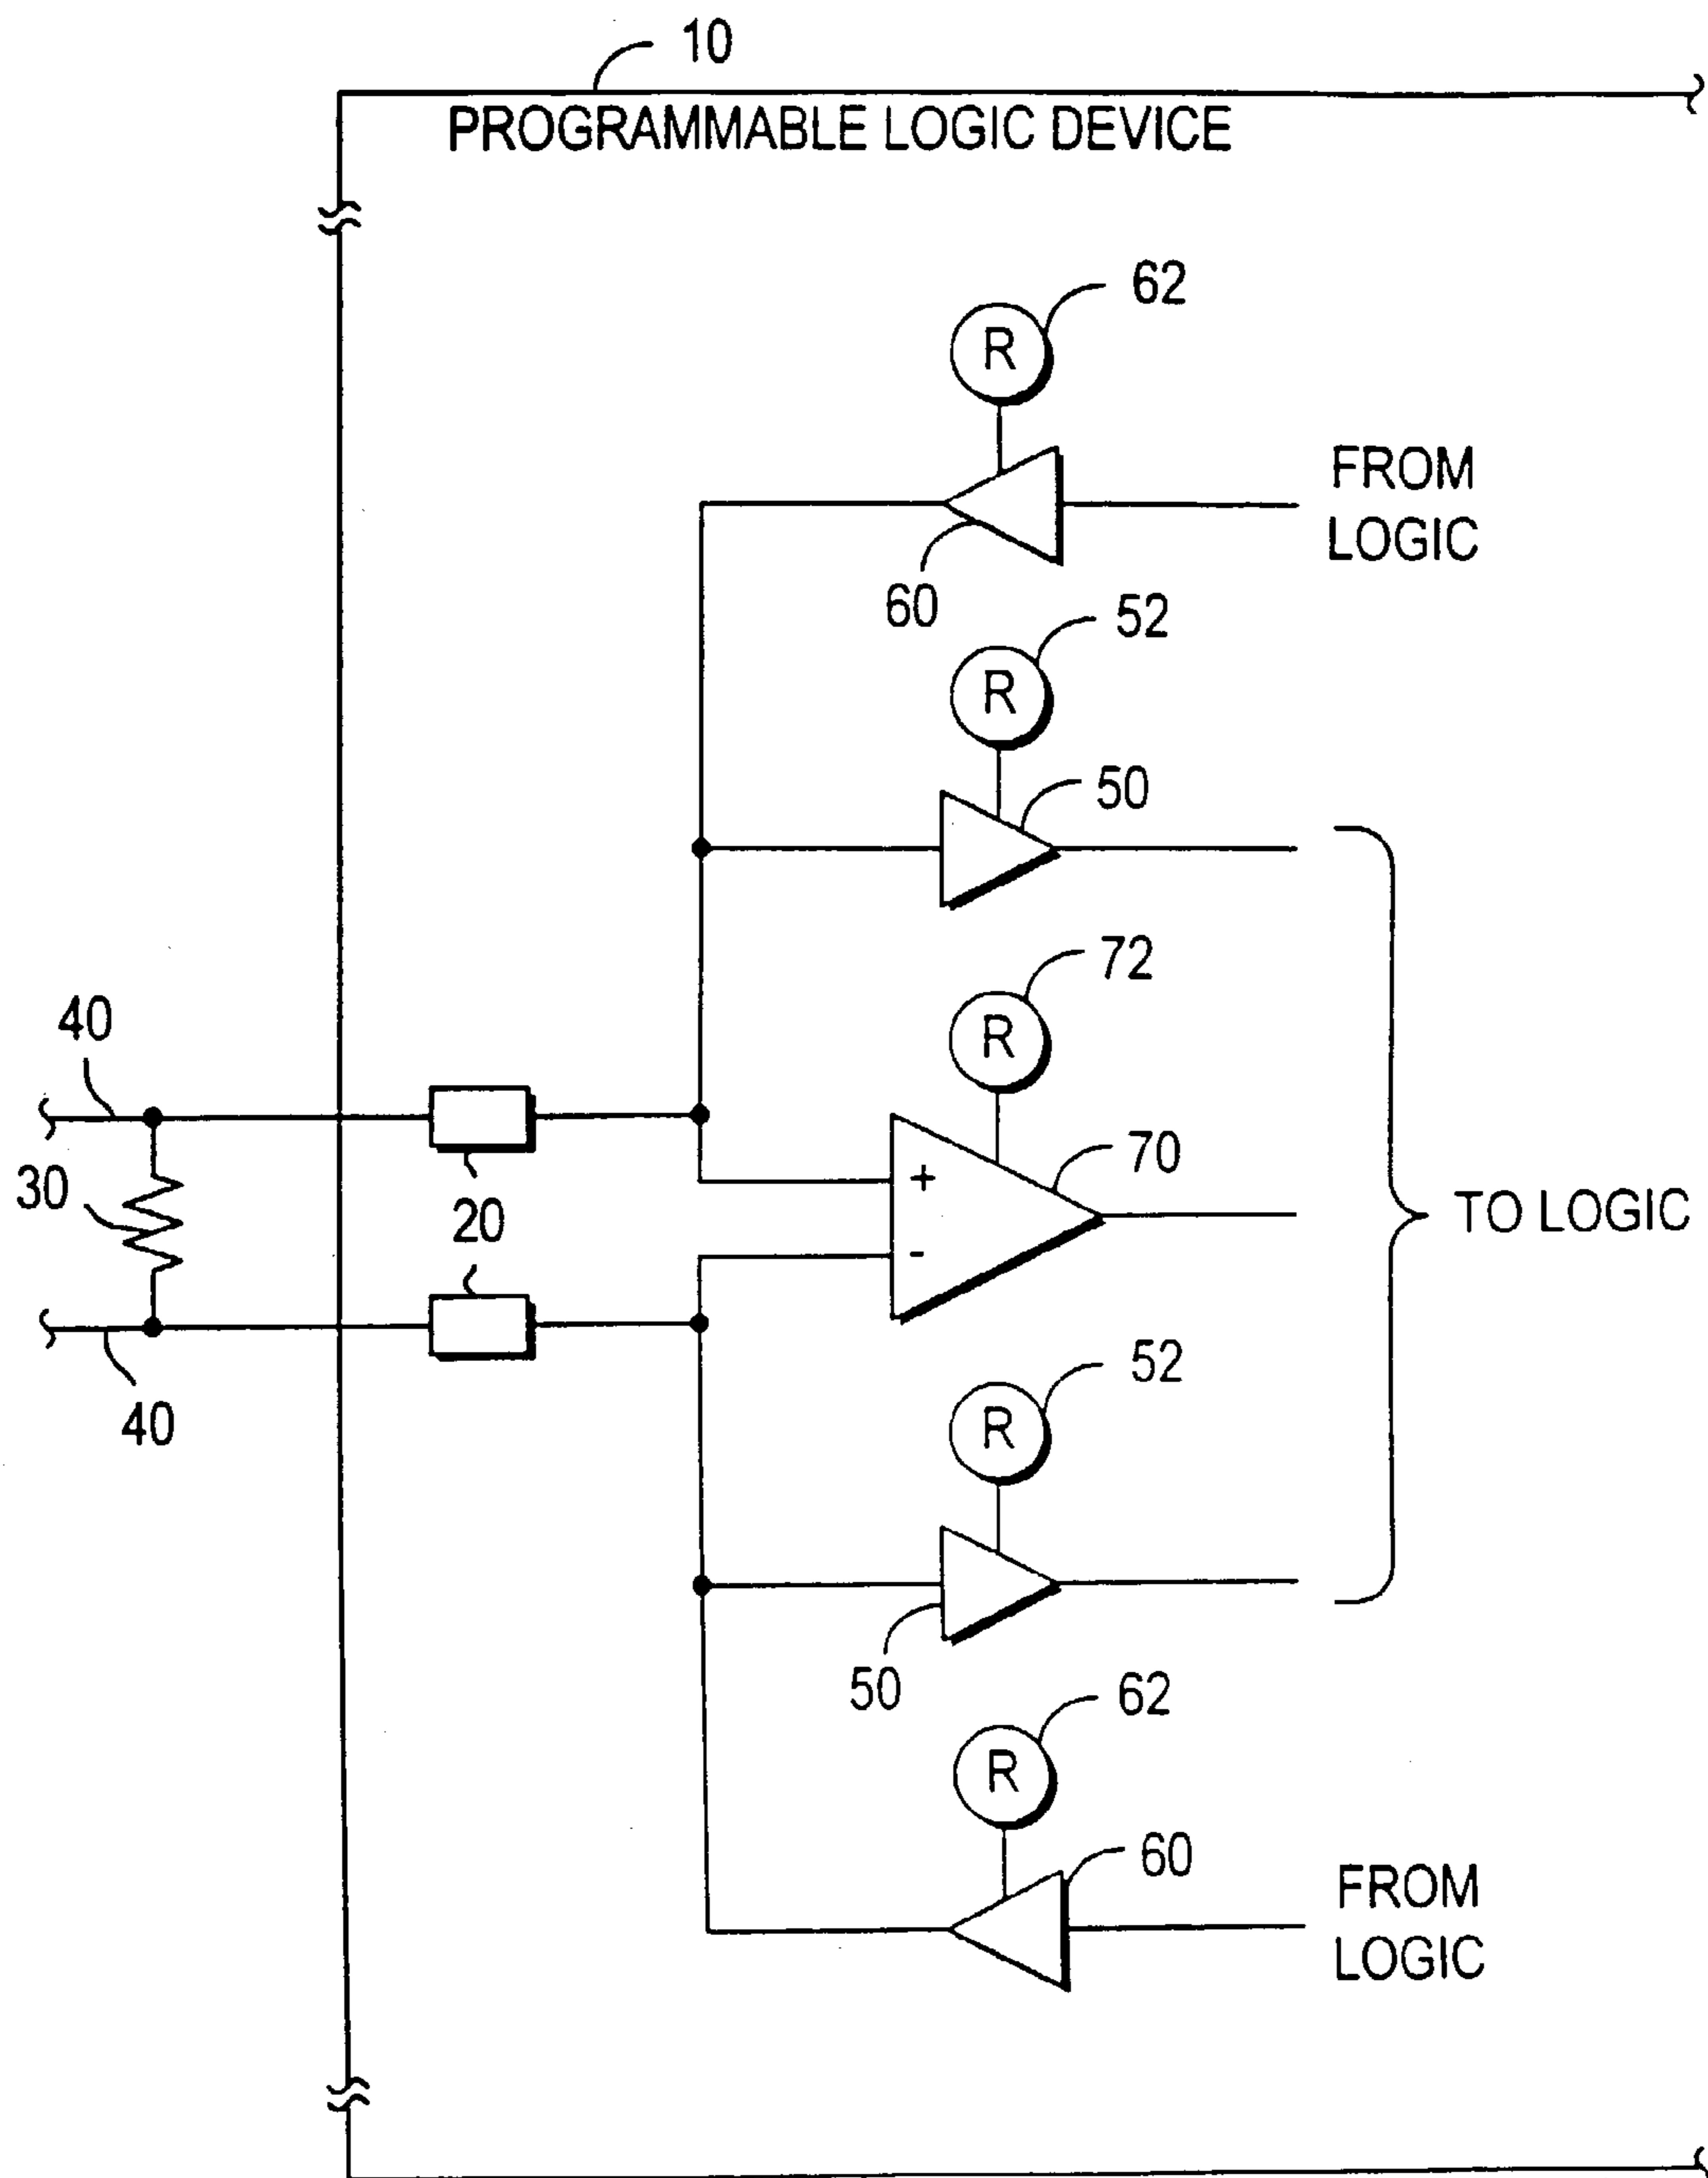 10
PROGRAMMABLE LOGIC DEVICE
62
R
FROM
LOGIC
60
52
R
50
72
R
40
+
70
30
20
TO LOGIC
-
52
40
R
50
62
R
60
FROM
LOGIC